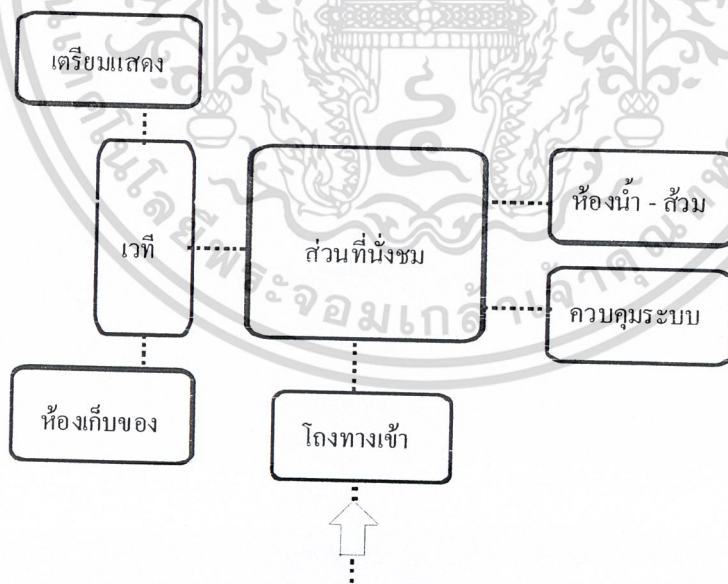 เตรียมแสดง
เวที
ส่วนที่นั่งชม
ห้องน้ำ - ส้วม
ควบคุมระบบ
ห้องเก็บของ
โถงทางเข้า